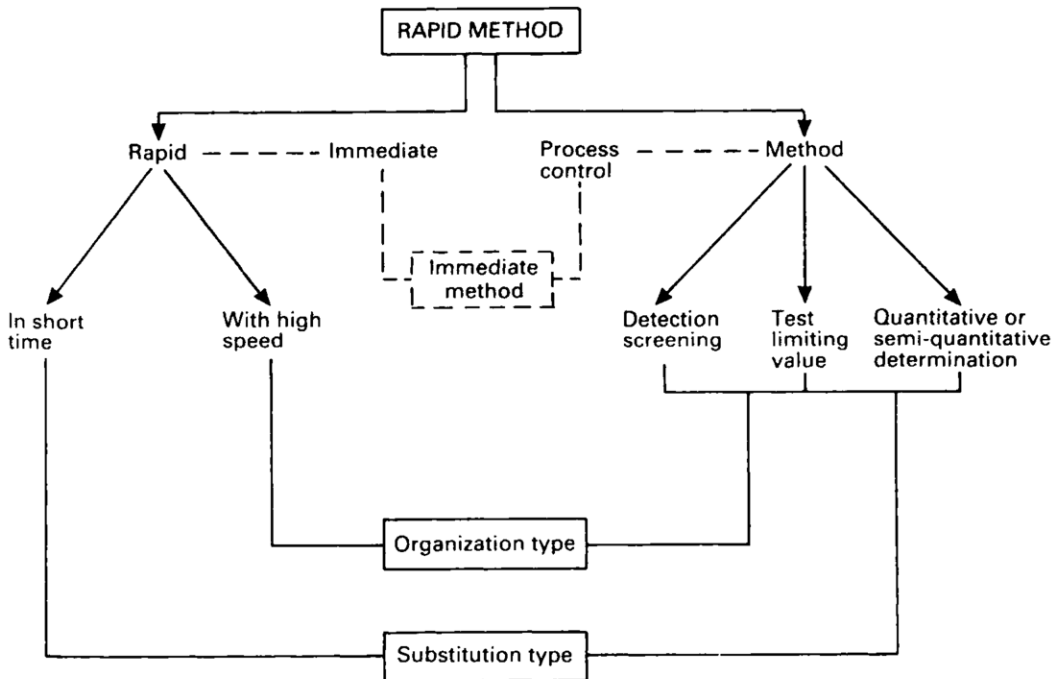 RAPID METHOD
Rapid
Immediate
Process
control
Method
Immediate
method
In short
time
With high
speed
Detection
screening
Test
limiting
value
Quantitative or
semi-quantitative
determination
Organization type
Substitution type